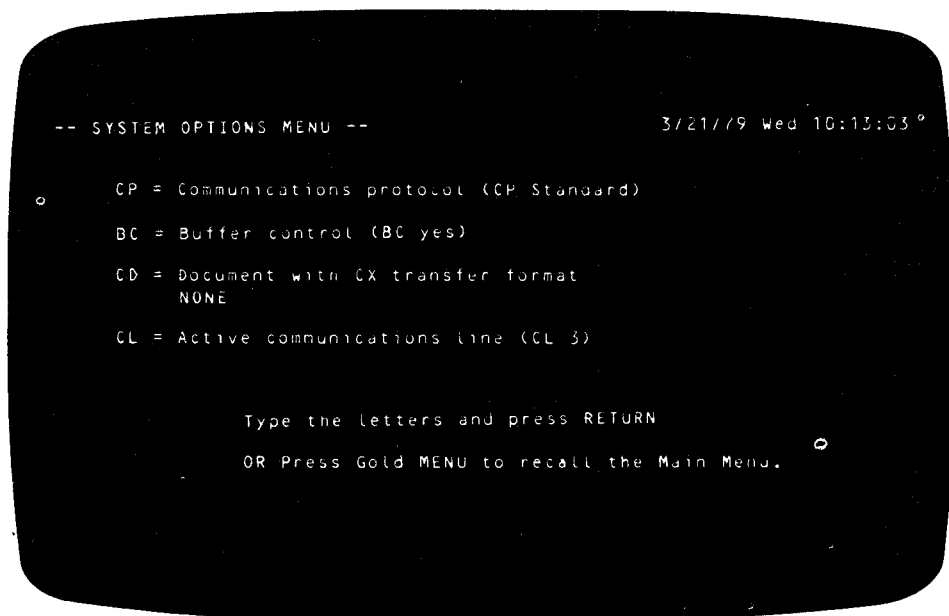 -- SYSTEM OPTIONS MENU -- 3/21/79 Wed 10:13:03
CP = Communications protocol (CP Standard)
BC = Buffer control (BC yes)
CD = Document with CX transfer format
NONE
CL = Active communications line (CL 3)
Type the letters and press RETURN
OR Press Gold MENU to recall the Main Menu.